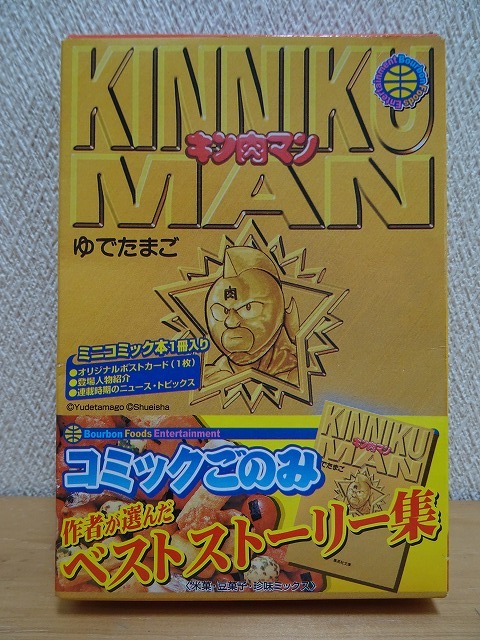 KINNIKU
キン肉マン
MAN
Bourbon Foods
Entertainment
ゆでたまご
肉
ミニコミック本1冊入り
●オリジナルポストカード(1枚)
●登場人物紹介
●連載時期のニュース・トピックス
©Yudetamago ©Shueisha
Bourbon Foods Entertainment
コミックごのみ
作者が選んだ
ベストストーリー集
KINNIKU
キン肉マン
MAN
でたまご
〈米菓・豆菓子・珍味ミックス〉